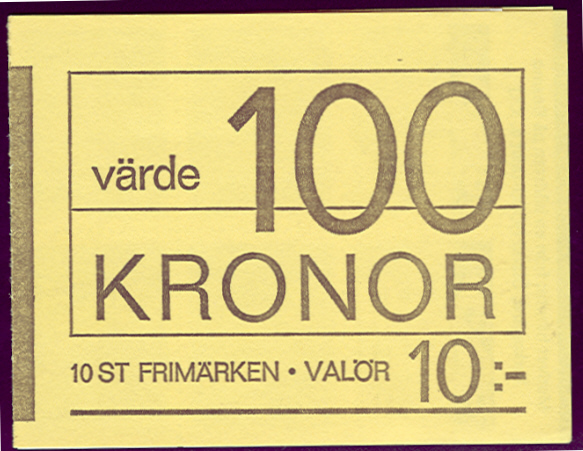 värde 100
KRONOR
10 ST FRIMÄRKEN • VALÖR 10:-